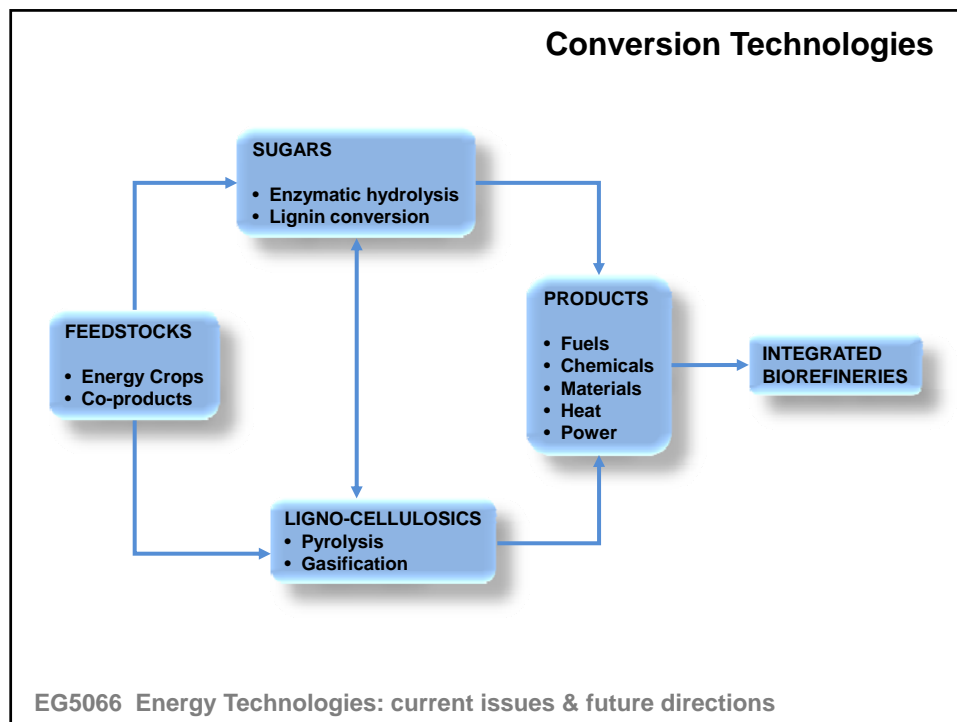 Conversion Technologies
SUGARS
• Enzymatic hydrolysis
• Lignin conversion
FEEDSTOCKS
• Energy Crops
• Co-products
PRODUCTS
• Fuels
• Chemicals
• Materials
• Heat
• Power
INTEGRATED
BIOREFINERIES
LIGNO-CELLULOSICS
• Pyrolysis
• Gasification
EG5066 Energy Technologies: current issues & future directions